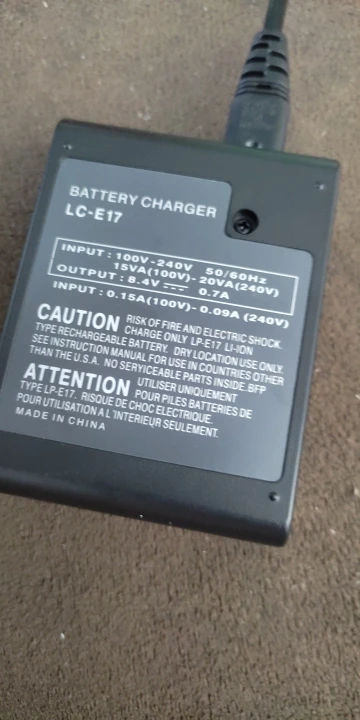 BATTERY CHARGER
LC-E17
INPUT : 100V-240V 50/60Hz
15VA(100V)- 20VA(240V)
OUTPUT : 8.4V ⎓ 0.7A
INPUT : 0.15A(100V)- 0.09A (240V)
CAUTION RISK OF FIRE AND ELECTRIC SHOCK.
CHARGE ONLY LP-E17 LI-ION
TYPE RECHARGEABLE BATTERY. DRY LOCATION USE ONLY.
SEE INSTRUCTION MANUAL FOR USE IN COUNTRIES OTHER
THAN THE U.S.A. NO SERYICEABLE PARTS INSIDE. BFP
ATTENTION UTILISER UNIQUEMENT
POUR PILES BATTERIES DE
TYPE LP-E17. RISQUE DE CHOC ELECTRIQUE.
POUR UTILISATION A L'INTERIEUR SEULEMENT.
MADE IN CHINA